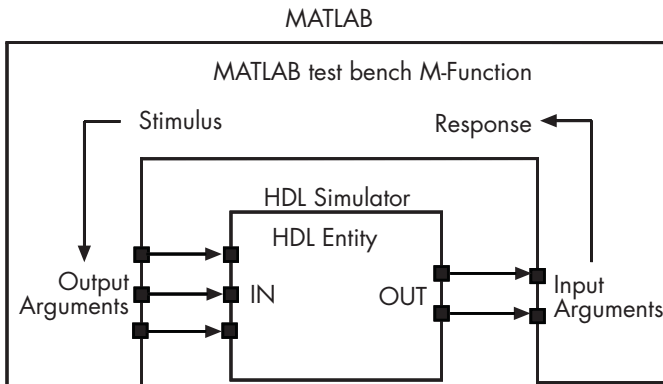 MATLAB
MATLAB test bench M-Function
Stimulus
Response
HDL Simulator
HDL Entity
Output
Arguments
IN
OUT
Input
Arguments